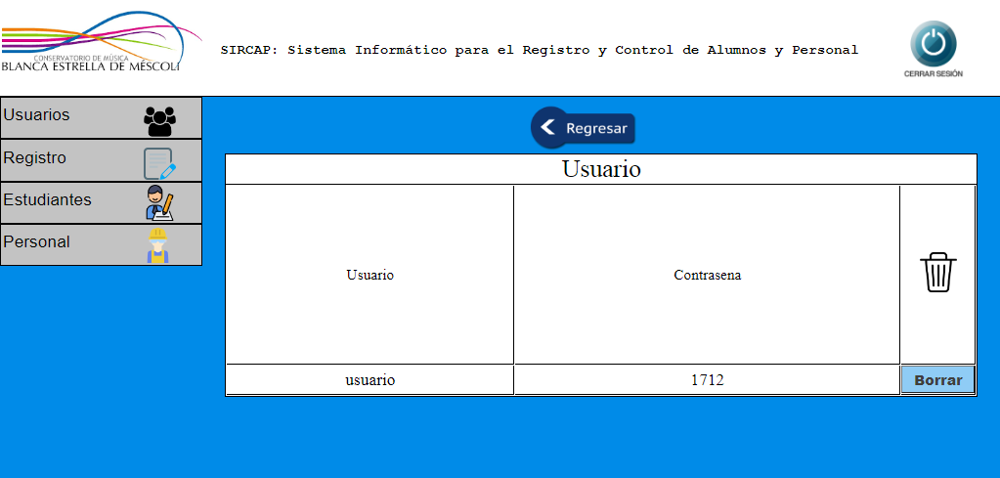 CONSERVATORIO DE MÚSICA
BLANCA ESTRELLA DE MÉSCOLI
SIRCAP: Sistema Informático para el Registro y Control de Alumnos y Personal
CERRAR SESIÓN
Usuarios
Registro
Estudiantes
Personal
Regresar
Usuario
Usuario Contrasena
usuario 1712 Borrar